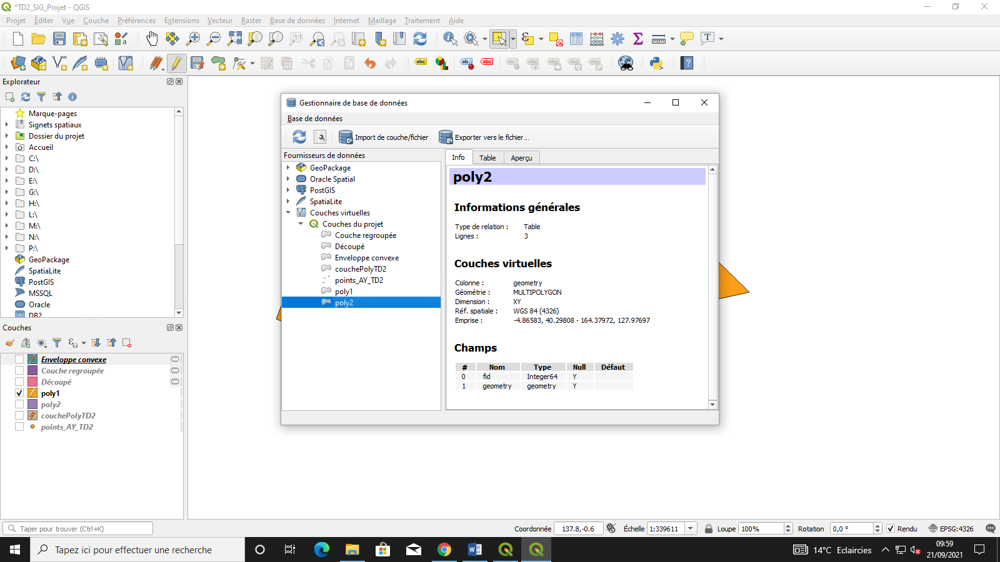 *TD2_SIG_Projet - QGIS
Projet Éditer Vue Couche Préférences Extensions Vecteur Raster Base de données Internet Maillage Traitement Aide
Explorateur
Marque-pages
Signets spatiaux
Dossier du projet
Accueil
C:\
D:\
E:\
G:\
H:\
L:\
M:\
N:\
P:\
GeoPackage
SpatiaLite
PostGIS
MSSQL
Oracle
DB2
Couches
Enveloppe convexe
Couche regroupée
Découpé
poly1
poly2
couchePolyTD2
points_AY_TD2
Gestionnaire de base de données
Base de données
Import de couche/fichier Exporter vers le fichier...
Fournisseurs de données
GeoPackage
Oracle Spatial
PostGIS
SpatiaLite
Couches virtuelles
Couches du projet
Couche regroupée
Découpé
Enveloppe convexe
couchePolyTD2
points_AY_TD2
poly1
poly2
Info Table Aperçu
poly2
Informations générales
Type de relation : Table
Lignes : 3
Couches virtuelles
Colonne : geometry
Géométrie : MULTIPOLYGON
Dimension : XY
Réf. spatiale : WGS 84 (4326)
Emprise : -4.86583, 40.29808 - 164.37972, 127.97697
Champs
# Nom Type Null Défaut
0 fid Integer64 Y
1 geometry geometry Y
Taper pour trouver (Ctrl+K) Coordonnée 137.8,-0.6 Échelle 1:339611 Loupe 100% Rotation 0,0 ° Rendu EPSG:4326
Tapez ici pour effectuer une recherche 14°C Eclaircies 09:59
21/09/2021